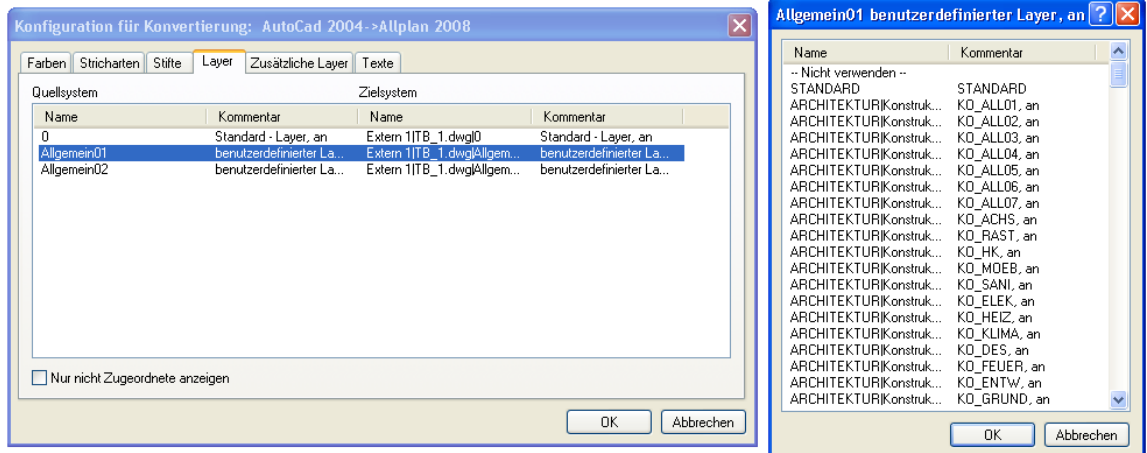 Konfiguration für Konvertierung: AutoCad 2004->Allplan 2008
Farben Stricharten Stifte Layer Zusätzliche Layer Texte
Quellsystem Zielsystem
Name Kommentar Name Kommentar
0 Standard - Layer, an Extern 1|TB_1.dwg|0 Standard - Layer, an
Allgemein01 benutzerdefinierter La... Extern 1|TB_1.dwg|Allgem... benutzerdefinierter La...
Allgemein02 benutzerdefinierter La... Extern 1|TB_1.dwg|Allgem... benutzerdefinierter La...
Nur nicht Zugeordnete anzeigen
OK Abbrechen
Allgemein01 benutzerdefinierter Layer, an
Name Kommentar
-- Nicht verwenden --
STANDARD STANDARD
ARCHITEKTUR|Konstruk... KO_ALL01, an
ARCHITEKTUR|Konstruk... KO_ALL02, an
ARCHITEKTUR|Konstruk... KO_ALL03, an
ARCHITEKTUR|Konstruk... KO_ALL04, an
ARCHITEKTUR|Konstruk... KO_ALL05, an
ARCHITEKTUR|Konstruk... KO_ALL06, an
ARCHITEKTUR|Konstruk... KO_ALL07, an
ARCHITEKTUR|Konstruk... KO_ACHS, an
ARCHITEKTUR|Konstruk... KO_RAST, an
ARCHITEKTUR|Konstruk... KO_HK, an
ARCHITEKTUR|Konstruk... KO_MOEB, an
ARCHITEKTUR|Konstruk... KO_SANI, an
ARCHITEKTUR|Konstruk... KO_ELEK, an
ARCHITEKTUR|Konstruk... KO_HEIZ, an
ARCHITEKTUR|Konstruk... KO_KLIMA, an
ARCHITEKTUR|Konstruk... KO_DES, an
ARCHITEKTUR|Konstruk... KO_FEUER, an
ARCHITEKTUR|Konstruk... KO_ENTW, an
ARCHITEKTUR|Konstruk... KO_GRUND, an
OK Abbrechen